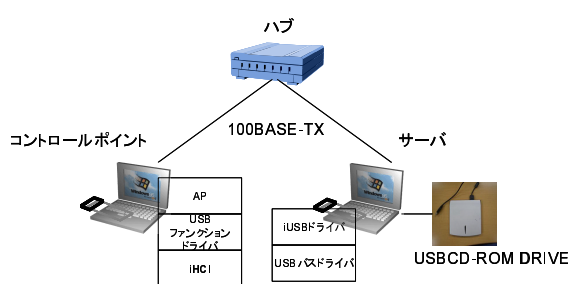 ハブ
100BASE-TX
コントロールポイント
サーバ
AP
USB
ファンクション
ドライバ
iHCI
iUSBドライバ
USBバスドライバ
USBCD-ROM DRIVE